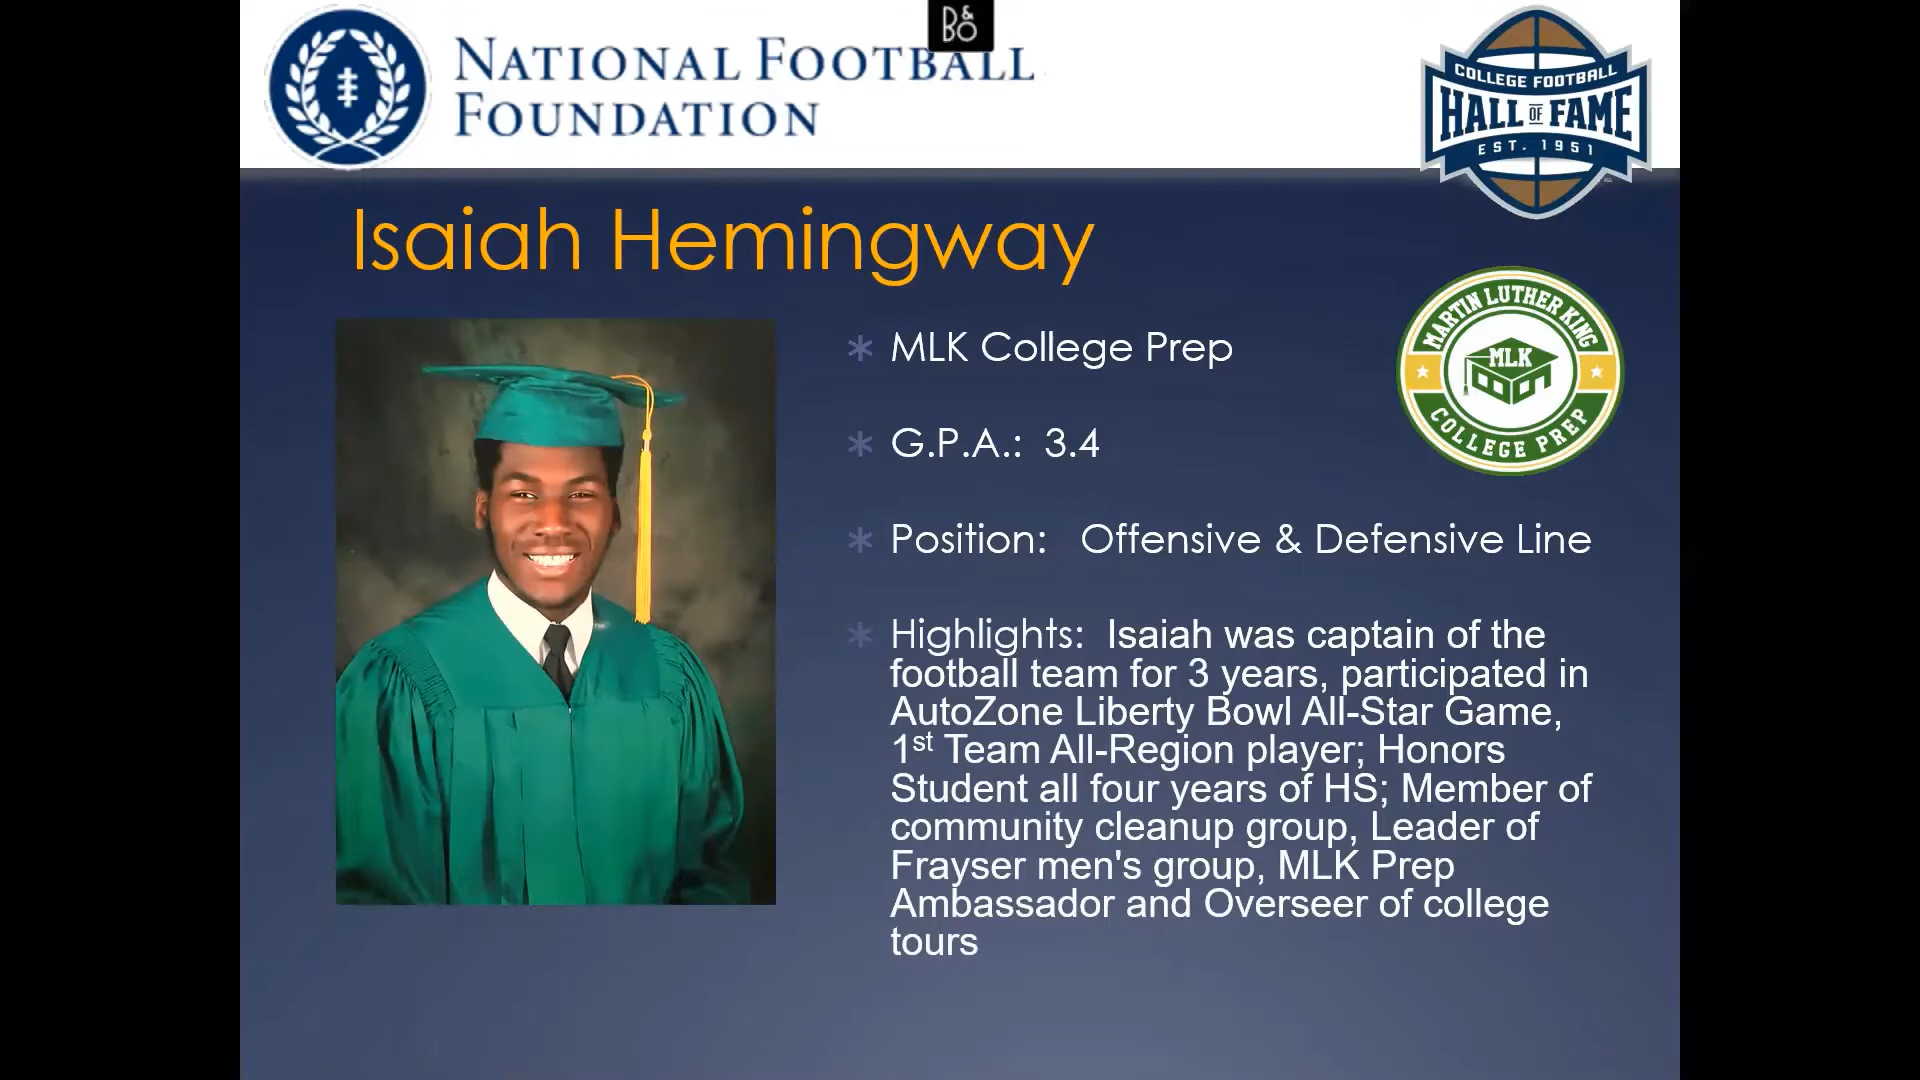 B&O
NATIONAL FOOTBALL
FOUNDATION
COLLEGE FOOTBALL
HALL OF FAME
EST. 1951
Isaiah Hemingway
MARTIN LUTHER KING
MLK
COLLEGE PREP
MLK College Prep
G.P.A.: 3.4
Position: Offensive & Defensive Line
Highlights: Isaiah was captain of the
football team for 3 years, participated in
AutoZone Liberty Bowl All-Star Game,
1st Team All-Region player; Honors
Student all four years of HS; Member of
community cleanup group, Leader of
Frayser men's group, MLK Prep
Ambassador and Overseer of college
tours